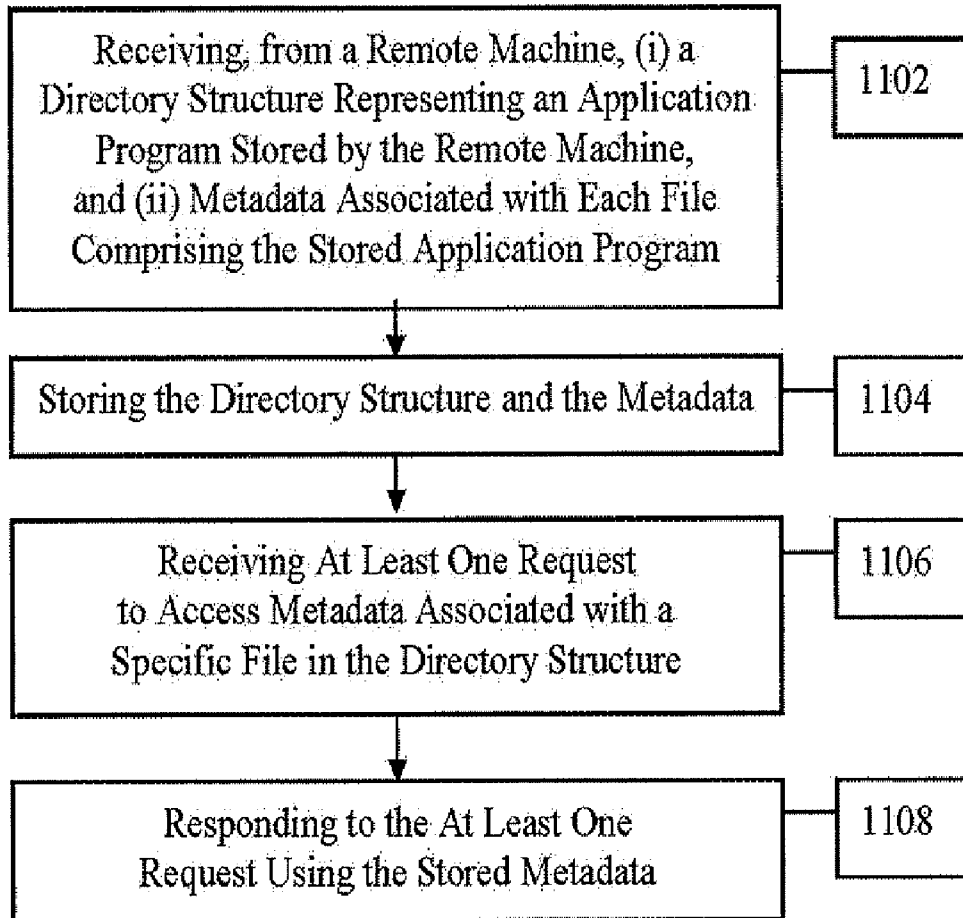 Receiving, from a Remote Machine, (i) a
Directory Structure Representing an Application
Program Stored by the Remote Machine,
and (ii) Metadata Associated with Each File
Comprising the Stored Application Program
1102
Storing the Directory Structure and the Metadata
1104
Receiving At Least One Request
to Access Metadata Associated with a
Specific File in the Directory Structure
1106
Responding to the At Least One
Request Using the Stored Metadata
1108